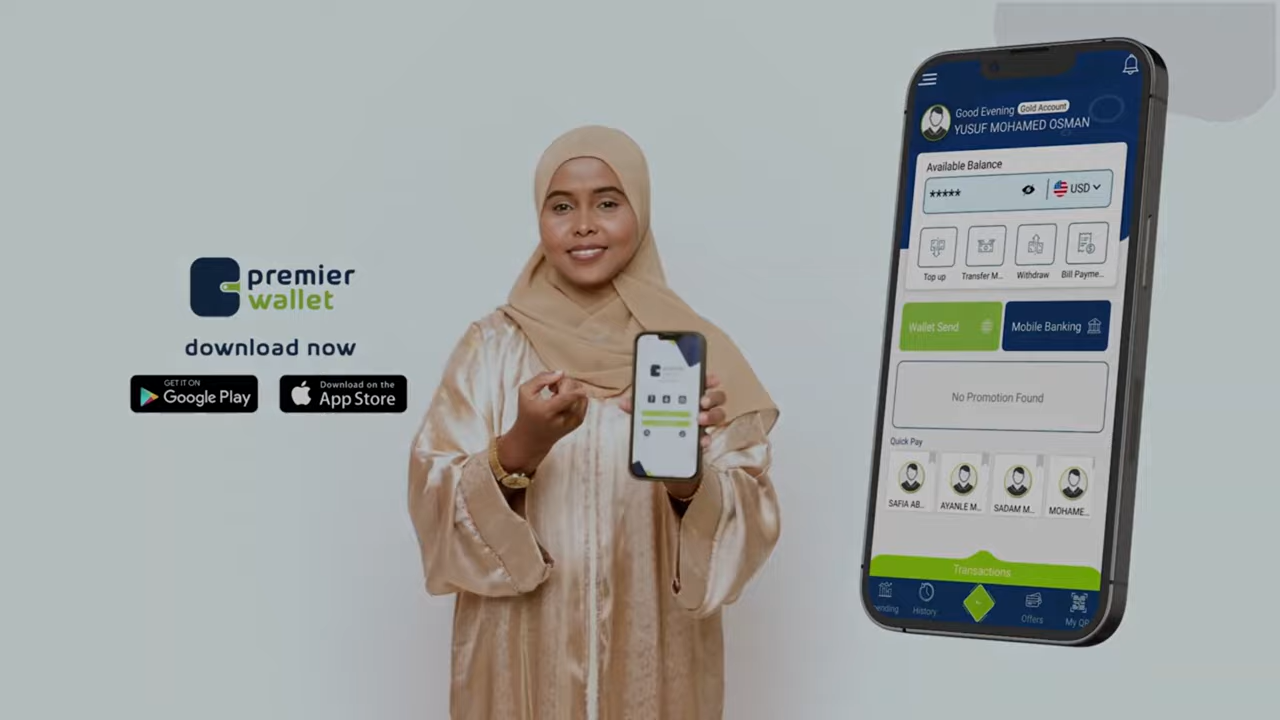 premier
wallet
download now
GET IT ON
Google Play
Download on the
App Store
Good Evening Gold Account
YUSUF MOHAMED OSMAN
Available Balance
***** USD
Top up Transfer M... Withdraw Bill Payme...
Wallet Send Mobile Banking
No Promotion Found
Quick Pay
SAFIA AB... AYANLE M... SADAM M... MOHAME...
Transactions
History Offers My QR